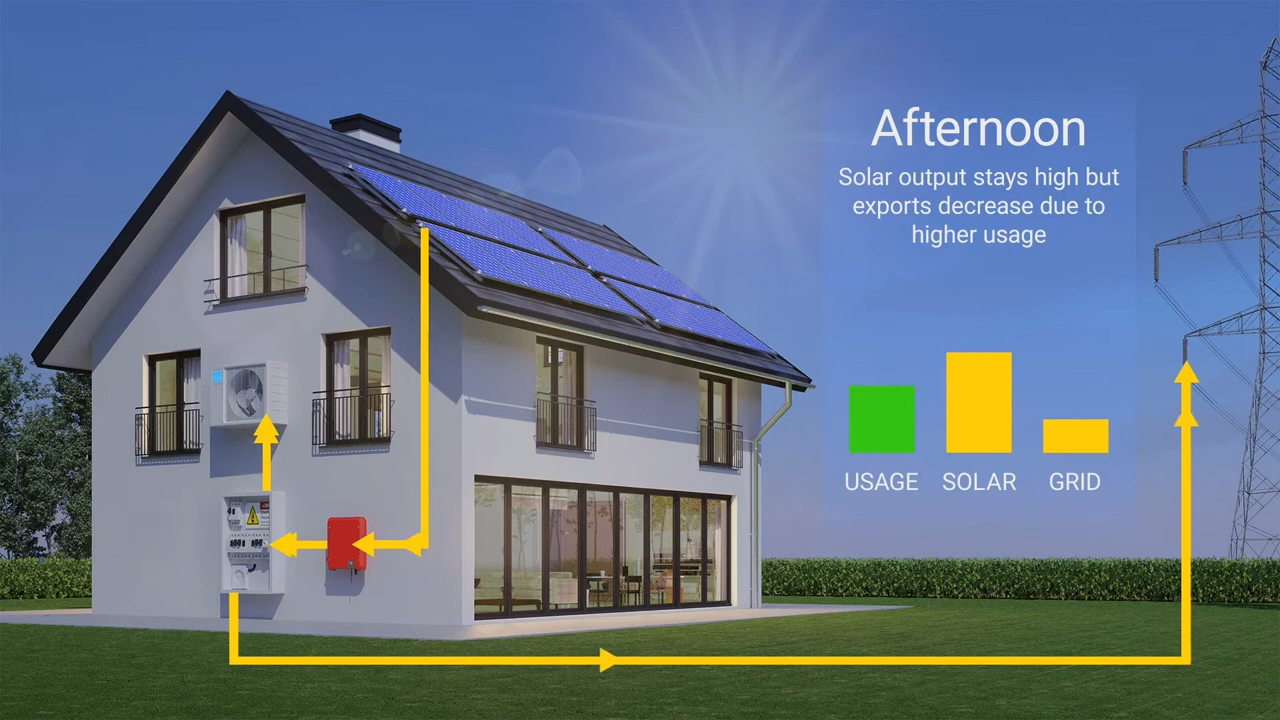 Afternoon
Solar output stays high but
exports decrease due to
higher usage
USAGE SOLAR GRID